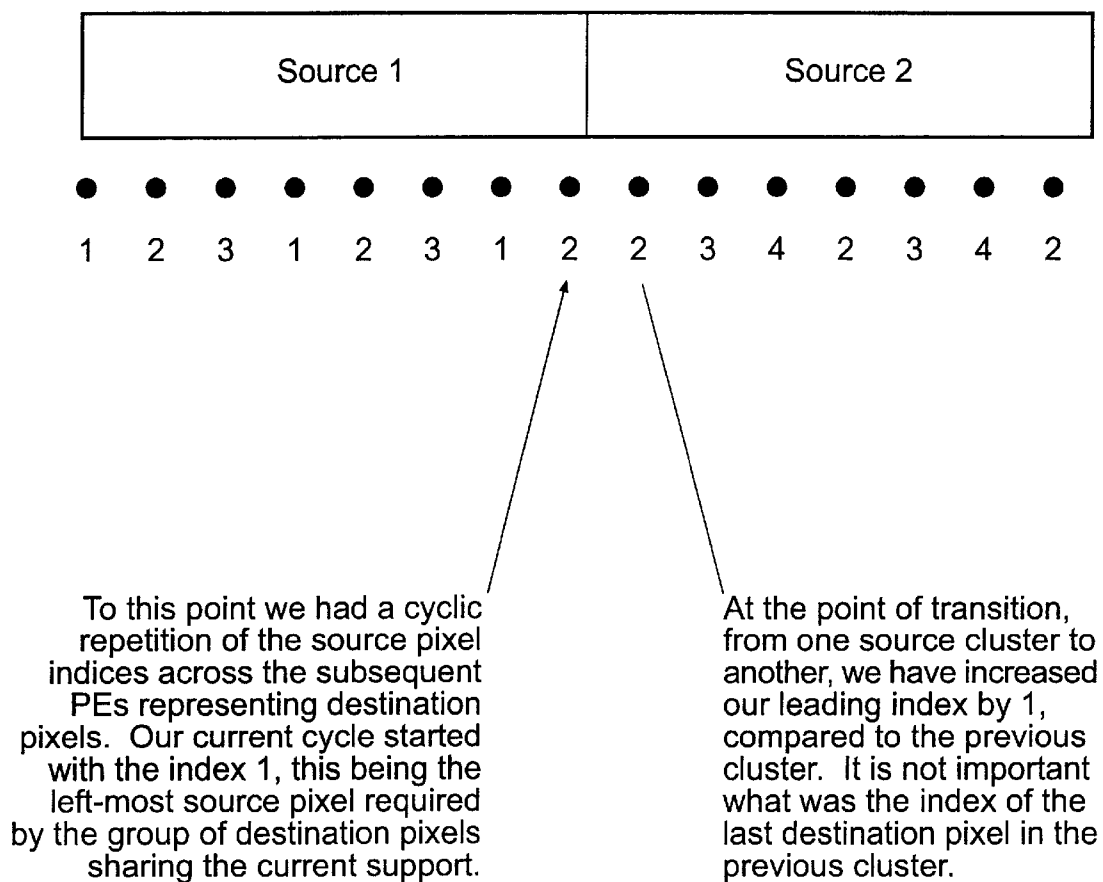 Source 1 Source 2
1 2 3 1 2 3 1 2 2 3 4 2 3 4 2
To this point we had a cyclic
repetition of the source pixel
indices across the subsequent
PEs representing destination
pixels. Our current cycle started
with the index 1, this being the
left-most source pixel required
by the group of destination pixels
sharing the current support.
At the point of transition,
from one source cluster to
another, we have increased
our leading index by 1,
compared to the previous
cluster. It is not important
what was the index of the
last destination pixel in the
previous cluster.